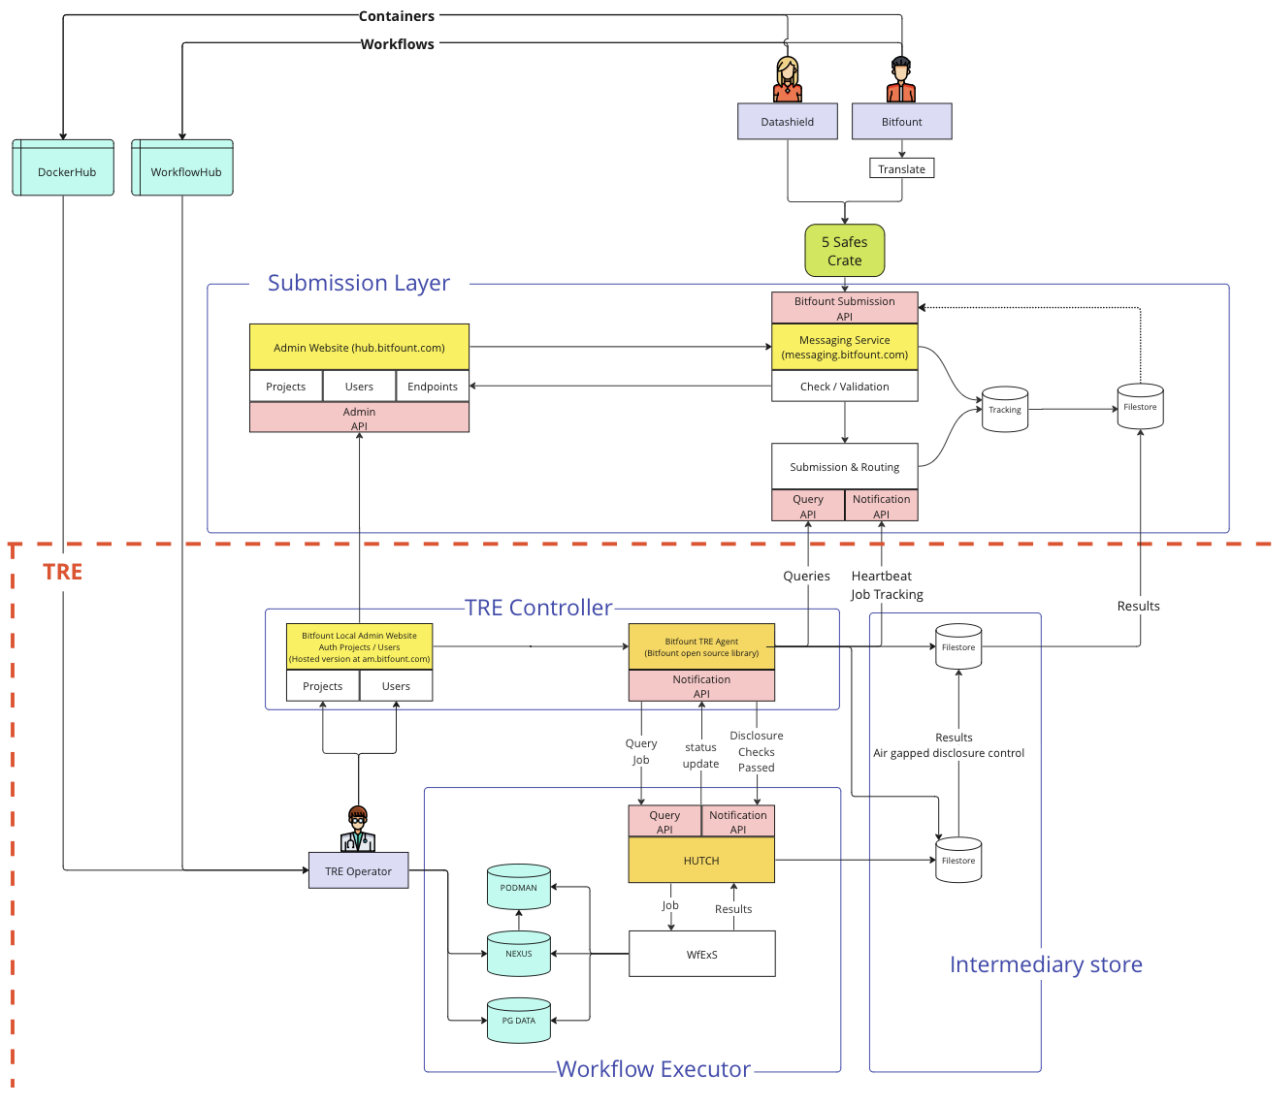 Containers
Workflows
Datashield
Bitfount
Translate
DockerHub
WorkflowHub
5 Safes
Crate
Submission Layer
Bitfount Submission
API
Admin Website (hub.bitfount.com)
Messaging Service
(messaging.bitfount.com)
Projects
Users
Endpoints
Check / Validation
Admin
API
Tracking
Filestore
Submission & Routing
Query
API
Notification
API
TRE
Queries
Heartbeat
Job Tracking
Results
TRE Controller
Bitfount Local Admin Website
Auth Projects / Users
(Hosted version at am.bitfount.com)
Projects
Users
Bitfount TRE Agent
(Bitfount open source library)
Notification
API
Filestore
Query
Job
status
update
Disclosure
Checks
Passed
Results
Air gapped disclosure control
Query
API
Notification
API
HUTCH
Filestore
TRE Operator
PODMAN
Job
Results
NEXUS
WfExS
Intermediary store
PG DATA
Workflow Executor